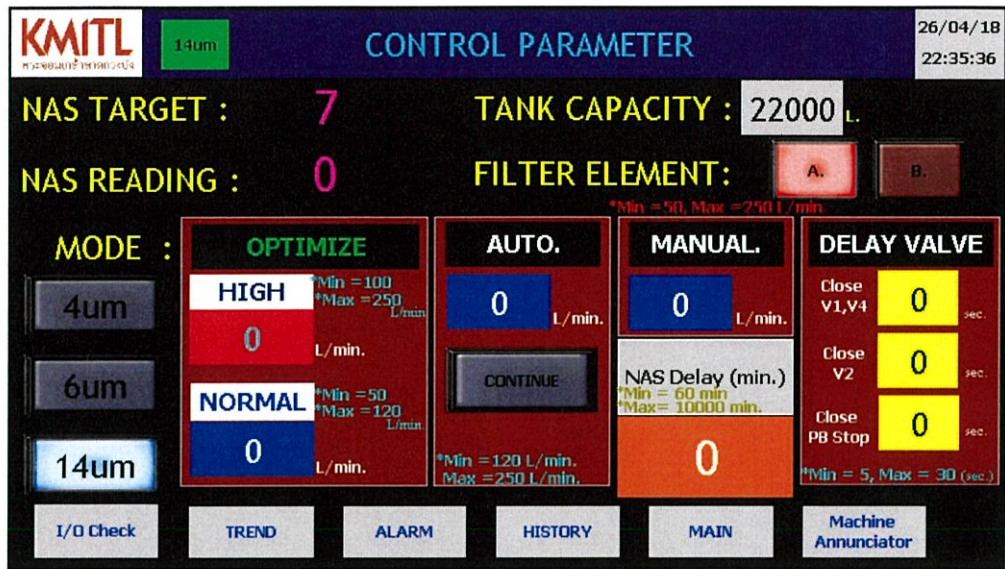 KMITL
14um
CONTROL PARAMETER
26/04/18
22:35:36
NAS TARGET : 7
TANK CAPACITY : 22000 L.
NAS READING : 0
FILTER ELEMENT: A. B.
*Min =50, Max =250 L/min.
MODE :
4um
6um
14um
OPTIMIZE
HIGH
*Min =100
*Max =250
L/min
0
L/min.
NORMAL
*Min =50
*Max =120
L/min.
0
L/min.
AUTO.
0
L/min.
CONTINUE
*Min =120 L/min.
Max =250 L/min.
MANUAL.
0
L/min.
NAS Delay (min.)
*Min = 60 min
*Max= 10000 min.
0
DELAY VALVE
Close
V1,V4
0 sec.
Close
V2
0 sec.
Close
PB Stop
0 sec.
*Min = 5, Max = 30 (sec.)
I/O Check
TREND
ALARM
HISTORY
MAIN
Machine
Annunciator